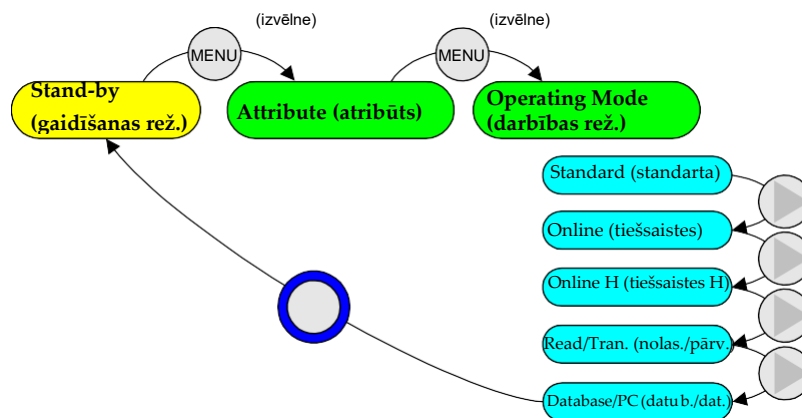 (izvēlne)
(izvēlne)
MENU
MENU
Stand-by
(gaidīšanas rež.)
Attribute (atribūts)
Operating Mode
(darbības rež.)
Standard (standarta)
Online (tiešsaistes)
Online H (tiešsaistes H)
Read/Tran. (nolas./pārv.)
Database/PC (datu b./dat.)